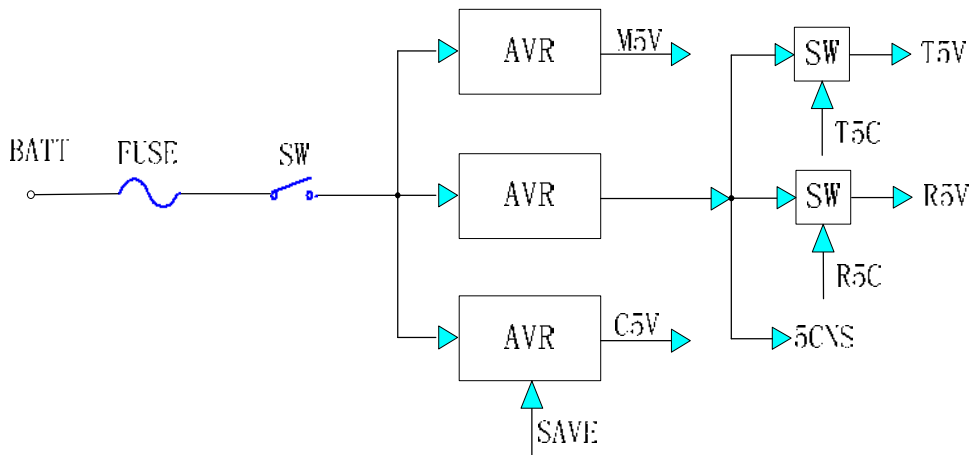 M5V
AVR
SW
T5V
T5C
BATT
FUSE
SW
AVR
SW
R5V
R5C
C5V
AVR
5CNS
SAVE